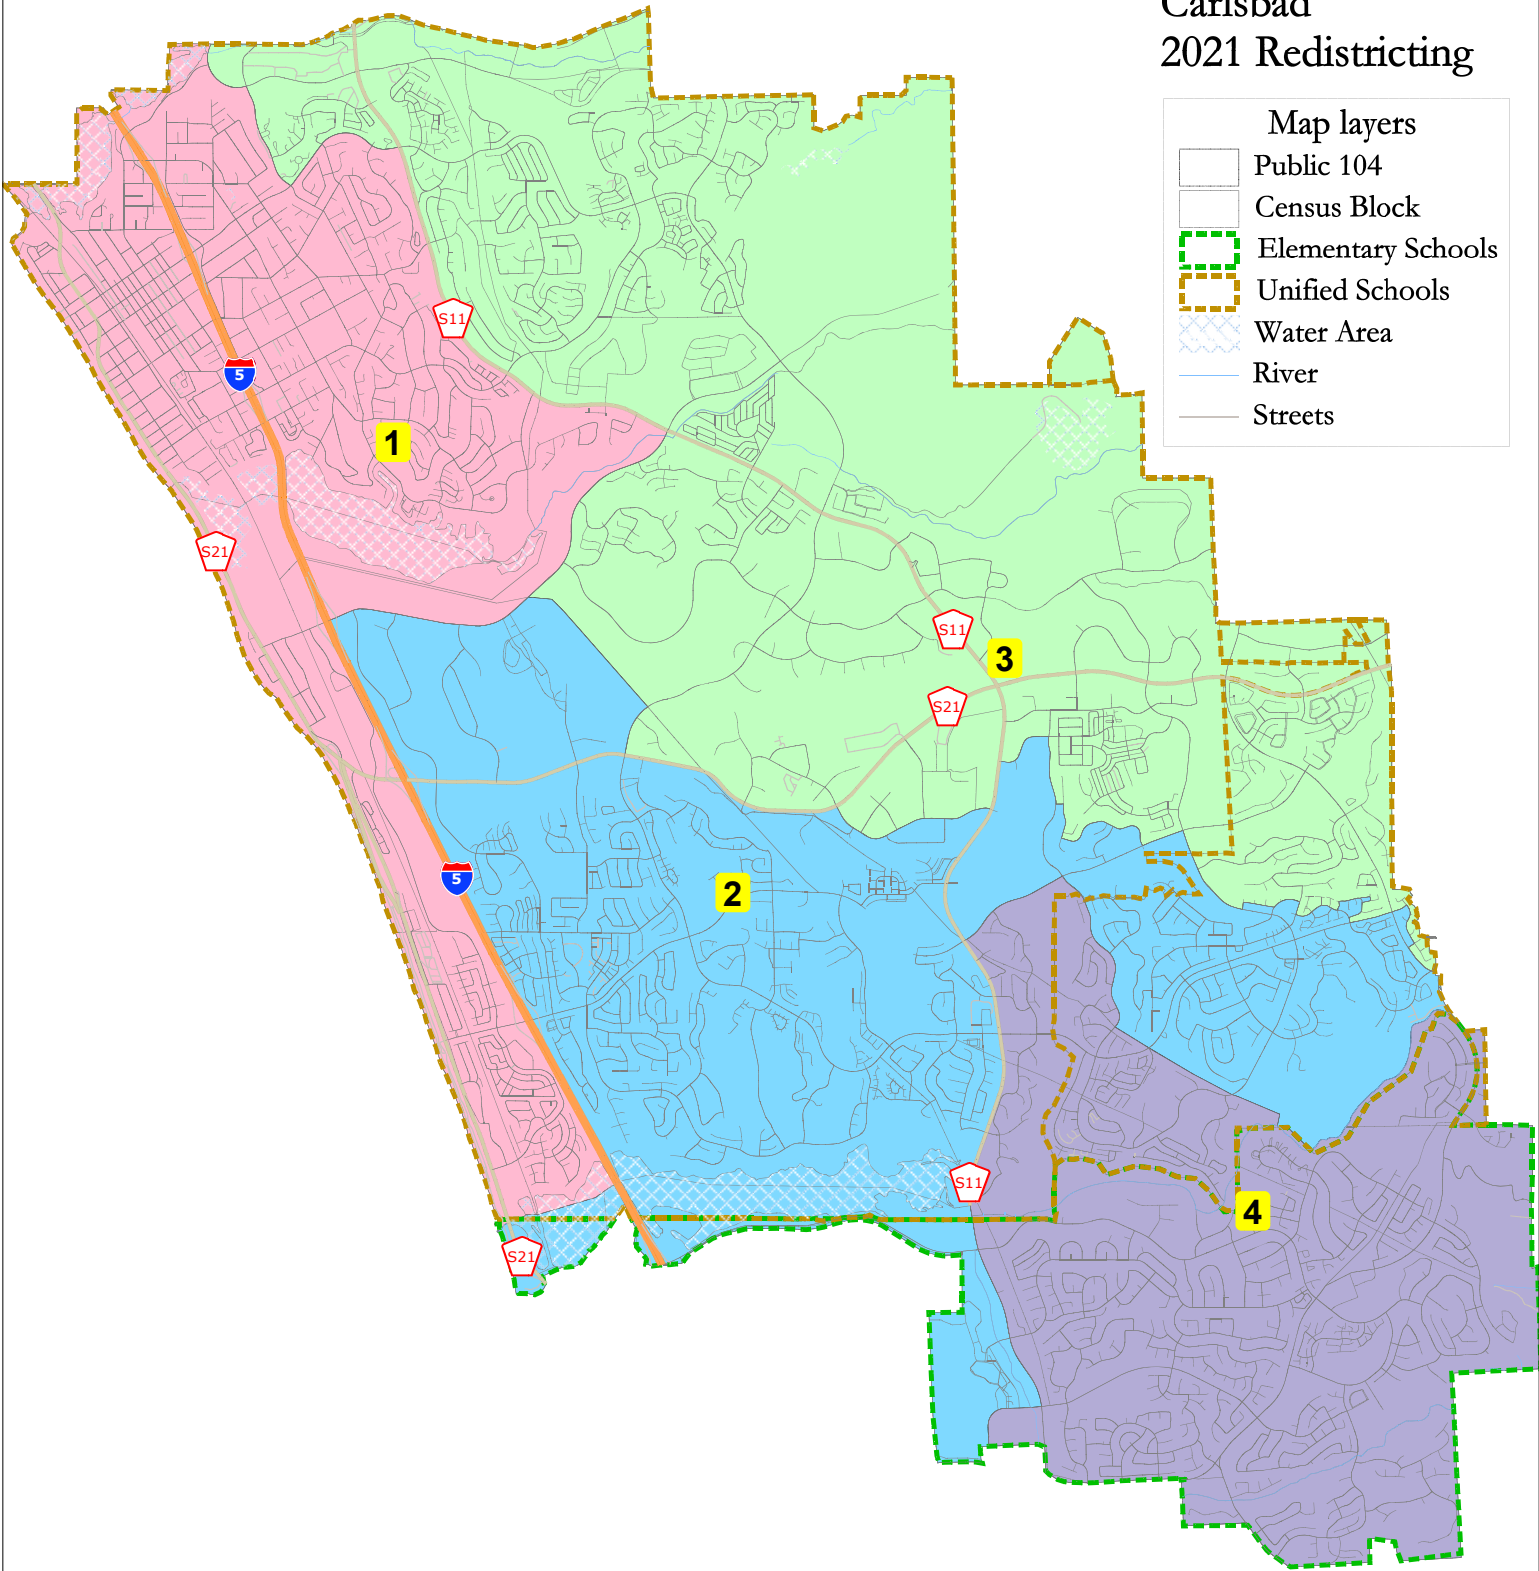 Carlsbad
2021 Redistricting
Map layers
Public 104
Census Block
Elementary Schools
Unified Schools
Water Area
River
Streets
S11
5
1
S21
S11
3
S21
5
2
S11
4
S21